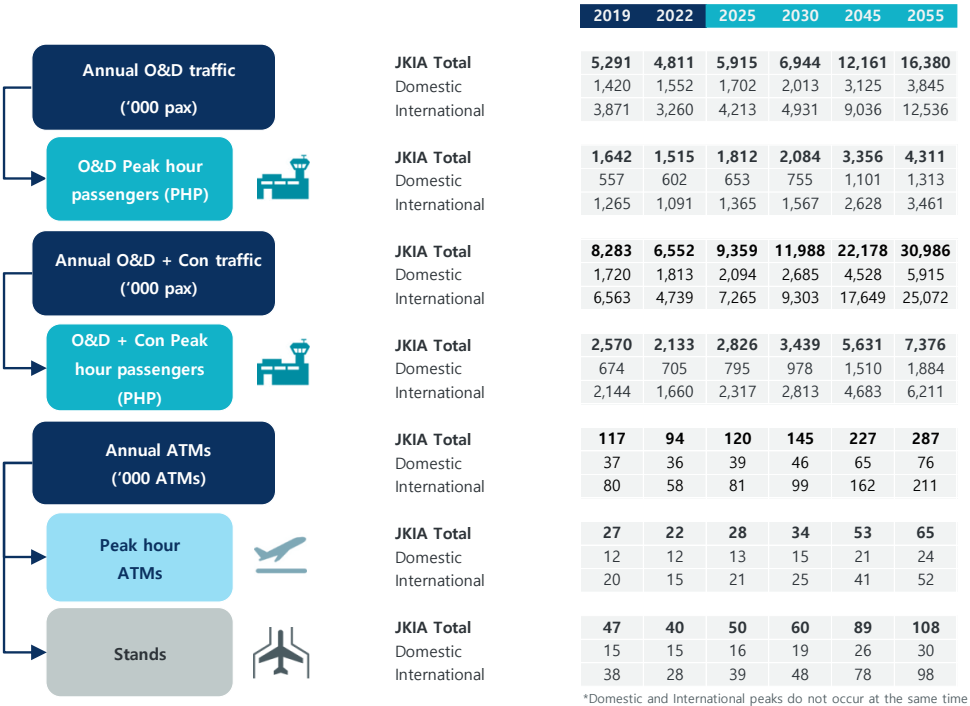 2019 2022 2025 2030 2045 2055
Annual O&D traffic
(‘000 pax)
JKIA Total 5,291 4,811 5,915 6,944 12,161 16,380
Domestic 1,420 1,552 1,702 2,013 3,125 3,845
International 3,871 3,260 4,213 4,931 9,036 12,536
O&D Peak hour
passengers (PHP)
JKIA Total 1,642 1,515 1,812 2,084 3,356 4,311
Domestic 557 602 653 755 1,101 1,313
International 1,265 1,091 1,365 1,567 2,628 3,461
Annual O&D + Con traffic
(‘000 pax)
JKIA Total 8,283 6,552 9,359 11,988 22,178 30,986
Domestic 1,720 1,813 2,094 2,685 4,528 5,915
International 6,563 4,739 7,265 9,303 17,649 25,072
O&D + Con Peak
hour passengers
(PHP)
JKIA Total 2,570 2,133 2,826 3,439 5,631 7,376
Domestic 674 705 795 978 1,510 1,884
International 2,144 1,660 2,317 2,813 4,683 6,211
Annual ATMs
(‘000 ATMs)
JKIA Total 117 94 120 145 227 287
Domestic 37 36 39 46 65 76
International 80 58 81 99 162 211
Peak hour
ATMs
JKIA Total 27 22 28 34 53 65
Domestic 12 12 13 15 21 24
International 20 15 21 25 41 52
Stands
JKIA Total 47 40 50 60 89 108
Domestic 15 15 16 19 26 30
International 38 28 39 48 78 98
*Domestic and International peaks do not occur at the same time